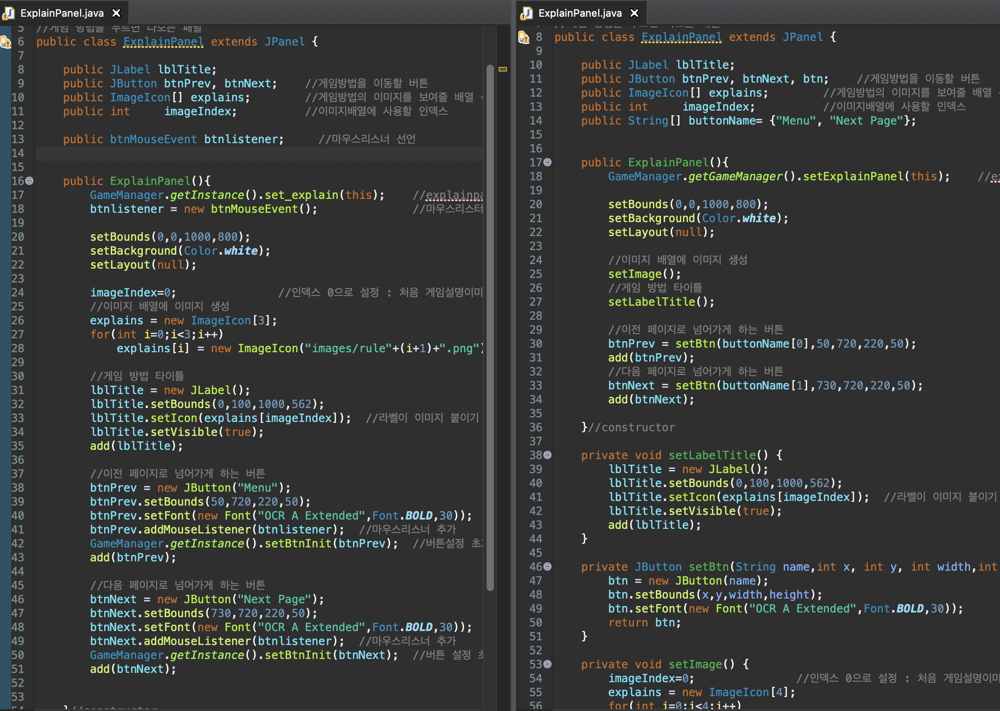 ExplainPanel.java
5 //게임 방법을 누르면 나오는 패널
6 public class ExplainPanel extends JPanel {
7
8 public JLabel lblTitle;
9 public JButton btnPrev, btnNext; //게임방법을 이동할 버튼
10 public ImageIcon[] explains; //게임방법의 이미지를 보여줄 배열
11 public int imageIndex; //이미지배열에 사용할 인덱스
12
13 public btnMouseEvent btnlistener; //마우스리스너 선언
14
15
16 public ExplainPanel(){
17 GameManager.getInstance().set_explain(this); //explainpa
18 btnlistener = new btnMouseEvent(); //마우스리스터
19
20 setBounds(0,0,1000,800);
21 setBackground(Color.white);
22 setLayout(null);
23
24 imageIndex=0; //인덱스 0으로 설정 : 처음 게임설명이미
25 //이미지 배열에 이미지 생성
26 explains = new ImageIcon[3];
27 for(int i=0;i<3;i++)
28 explains[i] = new ImageIcon("images/rule"+(i+1)+".png")
29
30 //게임 방법 타이틀
31 lblTitle = new JLabel();
32 lblTitle.setBounds(0,100,1000,562);
33 lblTitle.setIcon(explains[imageIndex]); //라벨이 이미지 붙이기
34 lblTitle.setVisible(true);
35 add(lblTitle);
36
37 //이전 페이지로 넘어가게 하는 버튼
38 btnPrev = new JButton("Menu");
39 btnPrev.setBounds(50,720,220,50);
40 btnPrev.setFont(new Font("OCR A Extended",Font.BOLD,30));
41 btnPrev.addMouseListener(btnlistener); //마우스리스너 추가
42 GameManager.getInstance().setBtnInit(btnPrev); //버튼설정 초
43 add(btnPrev);
44
45 //다음 페이지로 넘어가게 하는 버튼
46 btnNext = new JButton("Next Page");
47 btnNext.setBounds(730,720,220,50);
48 btnNext.setFont(new Font("OCR A Extended",Font.BOLD,30));
49 btnNext.addMouseListener(btnlistener); //마우스리스너 추가
50 GameManager.getInstance().setBtnInit(btnNext); //버튼 설정 초
51 add(btnNext);
52
53
54 }//constructor
ExplainPanel.java
8 public class ExplainPanel extends JPanel {
9
10 public JLabel lblTitle;
11 public JButton btnPrev, btnNext, btn; //게임방법을 이동할 버튼
12 public ImageIcon[] explains; //게임방법의 이미지를 보여줄 배열
13 public int imageIndex; //이미지배열에 사용할 인덱스
14 public String[] buttonName= {"Menu", "Next Page"};
15
16
17 public ExplainPanel(){
18 GameManager.getGameManager().setExplainPanel(this); //ex
19
20 setBounds(0,0,1000,800);
21 setBackground(Color.white);
22 setLayout(null);
23
24 //이미지 배열에 이미지 생성
25 setImage();
26 //게임 방법 타이틀
27 setLabelTitle();
28
29 //이전 페이지로 넘어가게 하는 버튼
30 btnPrev = setBtn(buttonName[0],50,720,220,50);
31 add(btnPrev);
32 //다음 페이지로 넘어가게 하는 버튼
33 btnNext = setBtn(buttonName[1],730,720,220,50);
34 add(btnNext);
35
36 }//constructor
37
38 private void setLabelTitle() {
39 lblTitle = new JLabel();
40 lblTitle.setBounds(0,100,1000,562);
41 lblTitle.setIcon(explains[imageIndex]); //라벨이 이미지 붙이기
42 lblTitle.setVisible(true);
43 add(lblTitle);
44 }
45
46 private JButton setBtn(String name,int x, int y, int width,int
47 btn = new JButton(name);
48 btn.setBounds(x,y,width,height);
49 btn.setFont(new Font("OCR A Extended",Font.BOLD,30));
50 return btn;
51 }
52
53 private void setImage() {
54 imageIndex=0; //인덱스 0으로 설정 : 처음 게임설명이미
55 explains = new ImageIcon[4];
56 for(int i=0;i<4;i++)